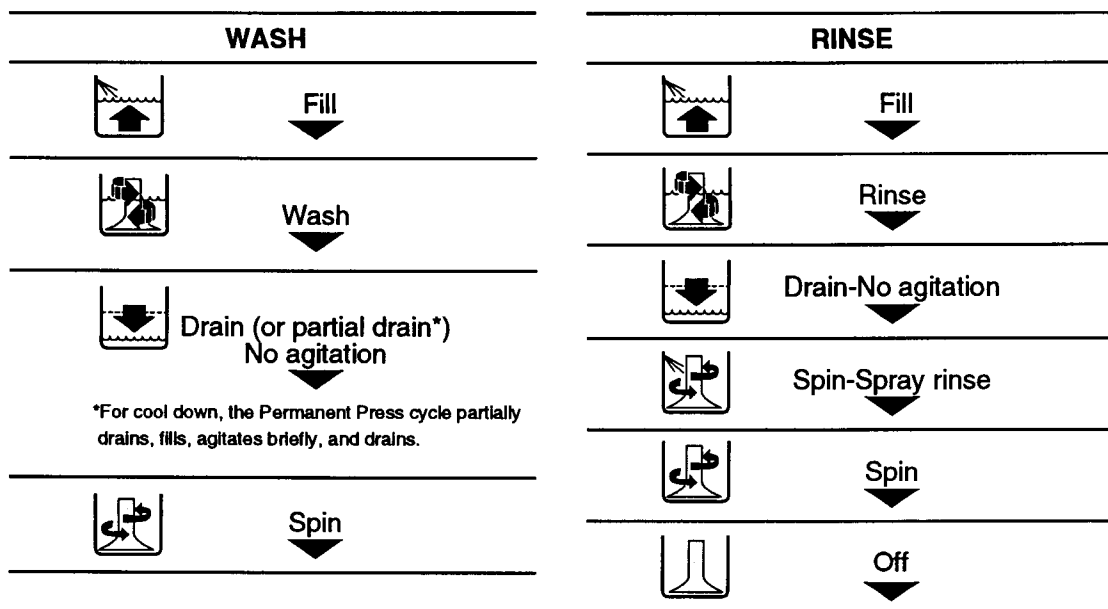 WASH
Fill
Wash
Drain (or partial drain*)
No agitation
*For cool down, the Permanent Press cycle partially
drains, fills, agitates briefly, and drains.
Spin
RINSE
Fill
Rinse
Drain-No agitation
Spin-Spray rinse
Spin
Off